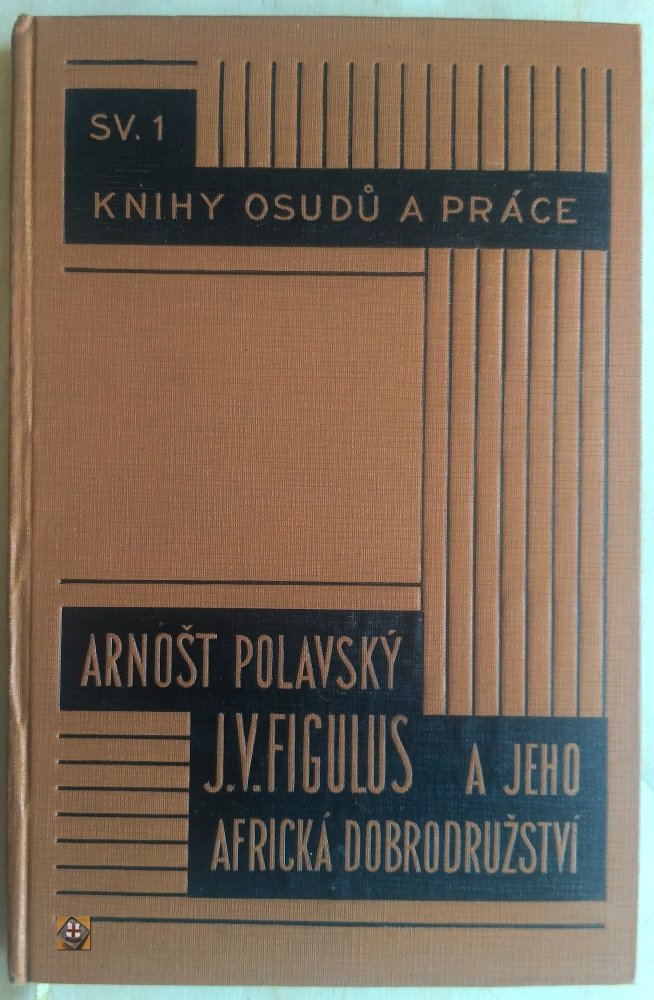 SV. 1
KNIHY OSUDŮ A PRÁCE
ARNOŠT POLAVSKÝ
J.V.FIGULUS A JEHO
AFRICKÁ DOBRODRUŽSTVÍ